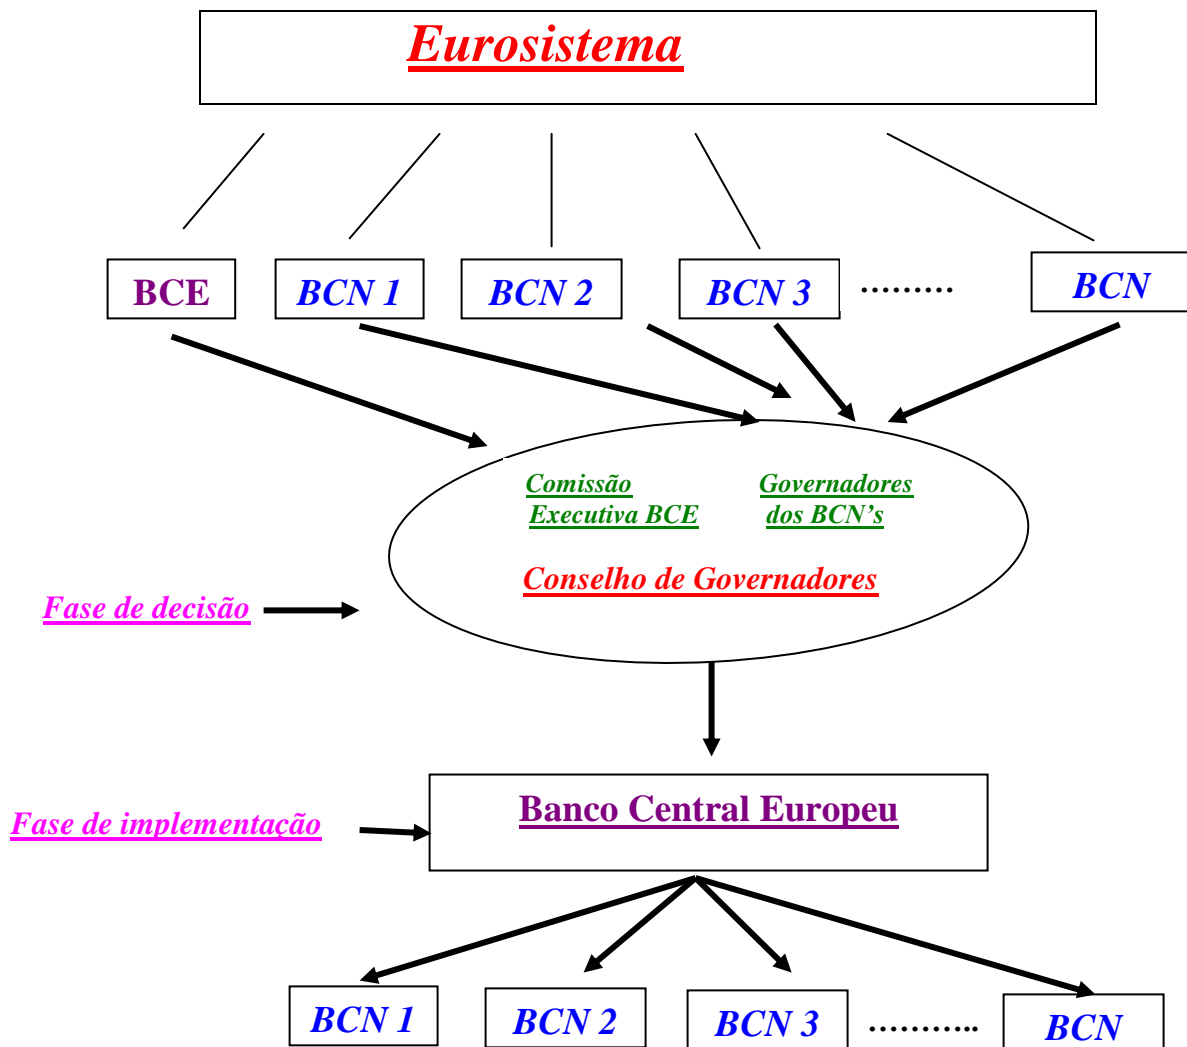 Eurosistema
BCE
BCN 1
BCN 2
BCN 3
.........
BCN
Comissão
Executiva BCE
Governadores
dos BCN’s
Conselho de Governadores
Fase de decisão
Banco Central Europeu
Fase de implementação
BCN 1
BCN 2
BCN 3
...........
BCN